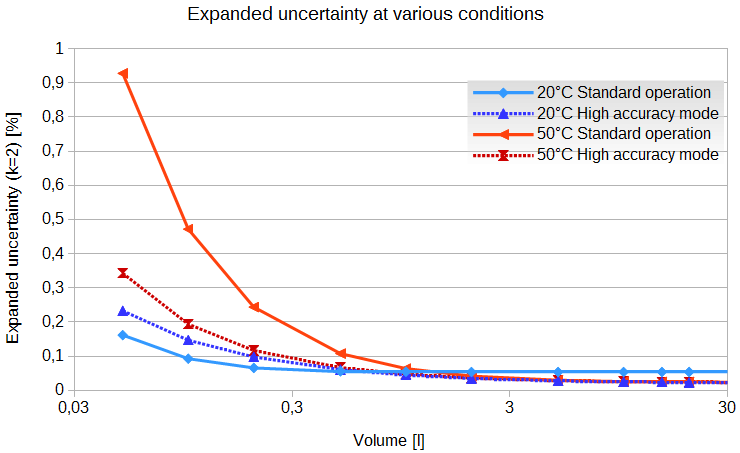 Expanded uncertainty at various conditions
1
0,9
0,8
0,7
0,6
0,5
0,4
0,3
0,2
0,1
0
Expanded uncertainty (k=2) [%]
20°C Standard operation
20°C High accuracy mode
50°C Standard operation
50°C High accuracy mode
0,03 0,3 3 30
Volume [l]